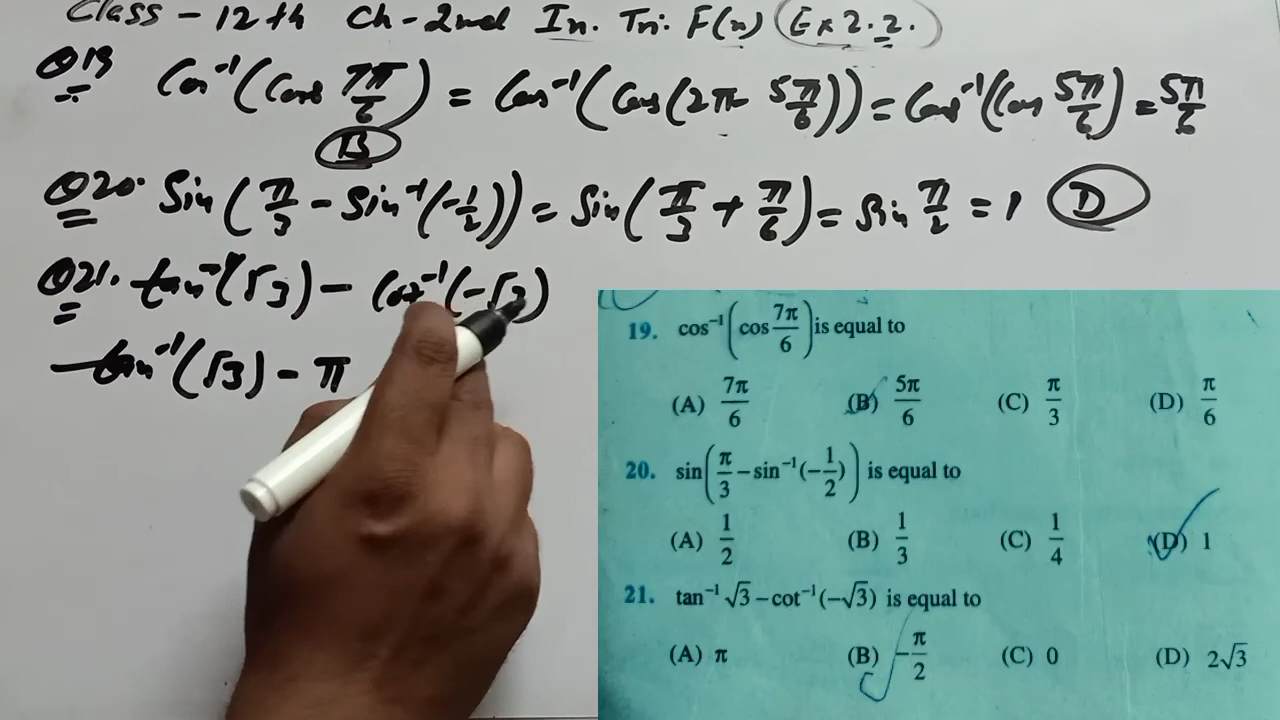 Class - 12th Ch - 2nd In. Tri. F(x) (Ex 2.2.)
Q19 Cos⁻¹(Cos 7π/6) = Cos⁻¹(Cos(2π - 5π/6)) = Cos⁻¹(Cos 5π/6) = 5π/6
B
Q20. Sin(π/3 - Sin⁻¹(-1/2)) = Sin(π/3 + π/6) = Sin π/2 = 1 D
Q21. tan⁻¹(√3) - Cot⁻¹(-√3)
tan⁻¹(√3) - π
19. cos⁻¹(cos 7π/6) is equal to
(A) 7π/6 (B) 5π/6 (C) π/3 (D) π/6
20. sin(π/3 - sin⁻¹(-1/2)) is equal to
(A) 1/2 (B) 1/3 (C) 1/4 (D) 1
21. tan⁻¹ √3 - cot⁻¹(-√3) is equal to
(A) π (B) -π/2 (C) 0 (D) 2√3